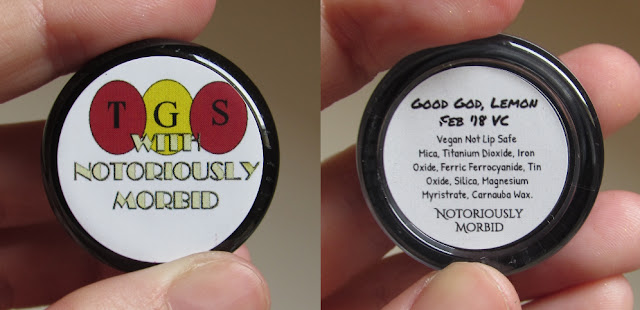 T G S
WITH
NOTORIOUSLY
MORBID
Good God, Lemon
Feb '18 VC
Vegan Not Lip Safe
Mica, Titanium Dioxide, Iron
Oxide, Ferric Ferrocyanide, Tin
Oxide, Silica, Magnesium
Myristrate, Carnauba Wax.
Notoriously
Morbid